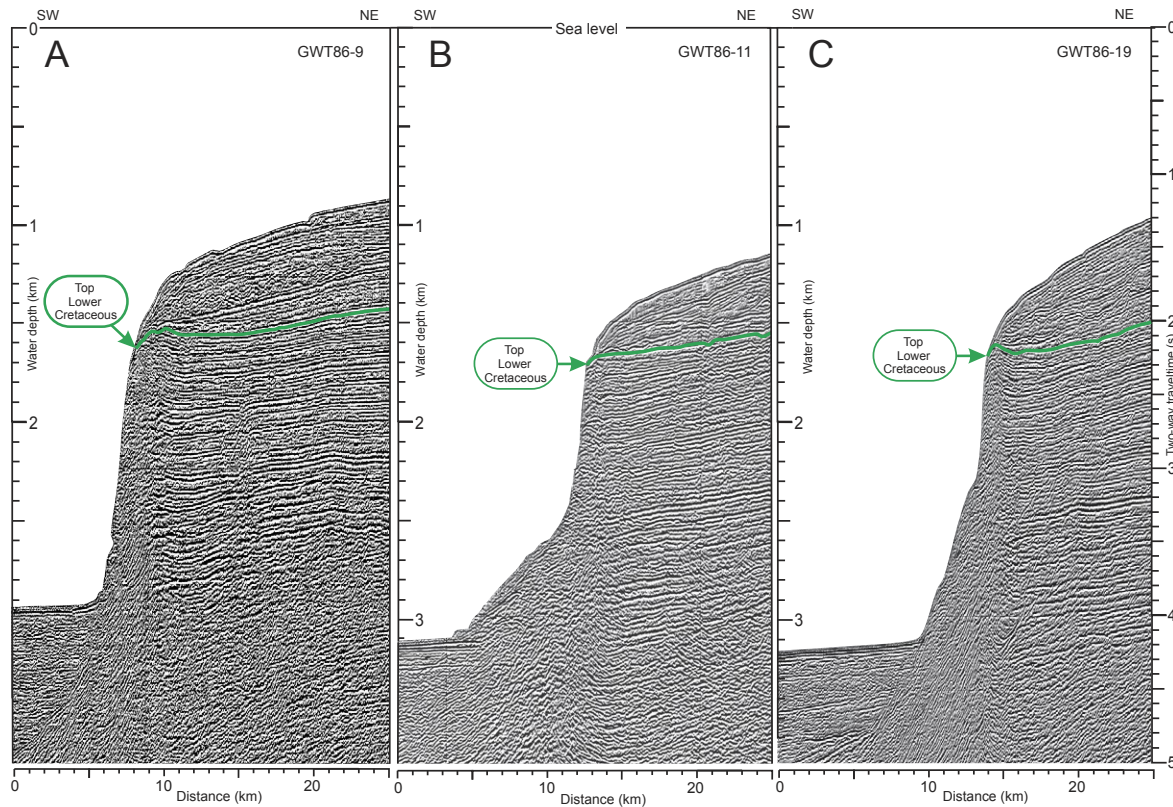 SW NE SW NE SW NE
Sea level
A GWT86-9
B GWT86-11
C GWT86-19
0
1
2
Water depth (km)
Top
Lower
Cretaceous
0 10 20
Distance (km)
1
2
3
Water depth (km)
Top
Lower
Cretaceous
0 10 20
Distance (km)
1
2
3
Water depth (km)
Top
Lower
Cretaceous
0 10 20
Distance (km)
0
1
2
3
4
5
Two-way traveltime (s)